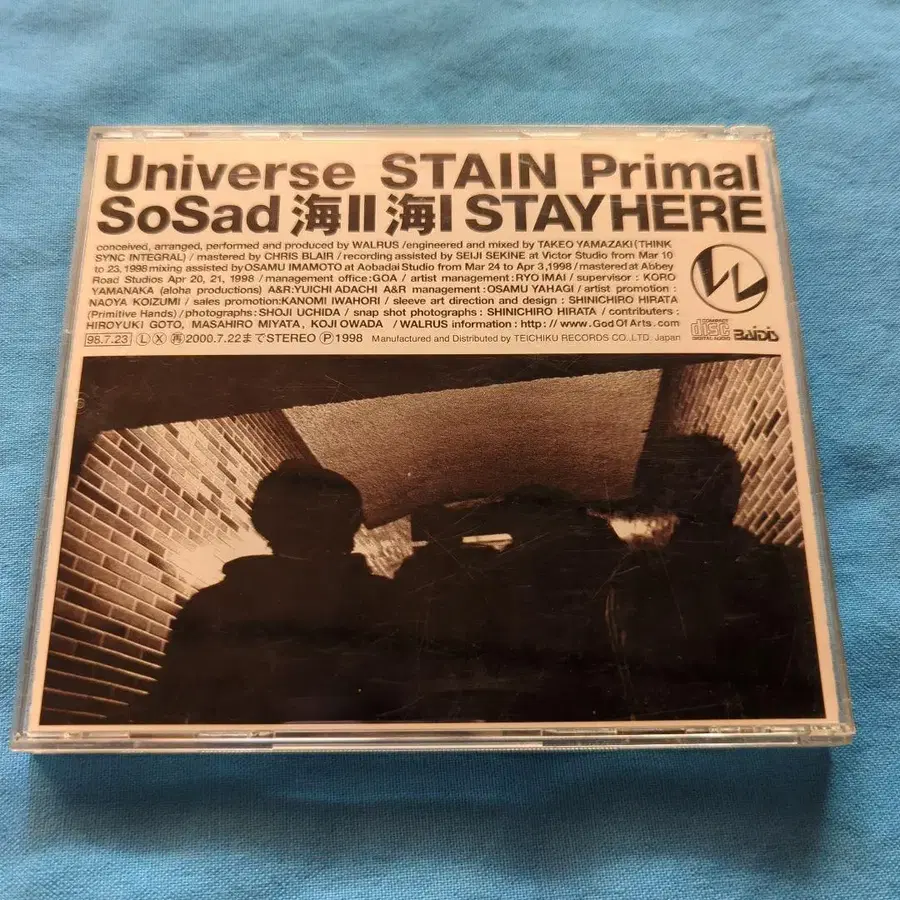 Universe STAIN Primal
SoSad 海II 海I STAY HERE
conceived, arranged, performed and produced by WALRUS / engineered and mixed by TAKEO YAMAZAKI (THINK
SYNC INTEGRAL) / mastered by CHRIS BLAIR / recording assisted by SEIJI SEKINE at Victor Studio from Mar 10
to 23, 1998 mixing assisted by OSAMU IMAMOTO at Aobadai Studio from Mar 24 to Apr 3, 1998 / mastered at Abbey
Road Studios Apr 20, 21, 1998 / management office : GOA / artist management : RYO IMAI / supervisor : KORO
YAMANAKA (aloha productions) A&R : YUICHI ADACHI A&R management : OSAMU YAHAGI / artist promotion :
NAOYA KOIZUMI / sales promotion : KANOMI IWAHORI / sleeve art direction and design : SHINICHIRO HIRATA
(Primitive Hands) / photographs : SHOJI UCHIDA / snap shot photographs : SHINICHIRO HIRATA / contributers :
HIROYUKI GOTO, MASAHIRO MIYATA, KOJI OWADA / WALRUS information : http://www.GodOfArts.com
98.7.23 Ⓛ Ⓧ 再 2000.7.22まで STEREO Ⓟ 1998 Manufactured and Distributed by TEICHIKU RECORDS CO., LTD. Japan
W
COMPACT disc DIGITAL AUDIO
BAIDIS